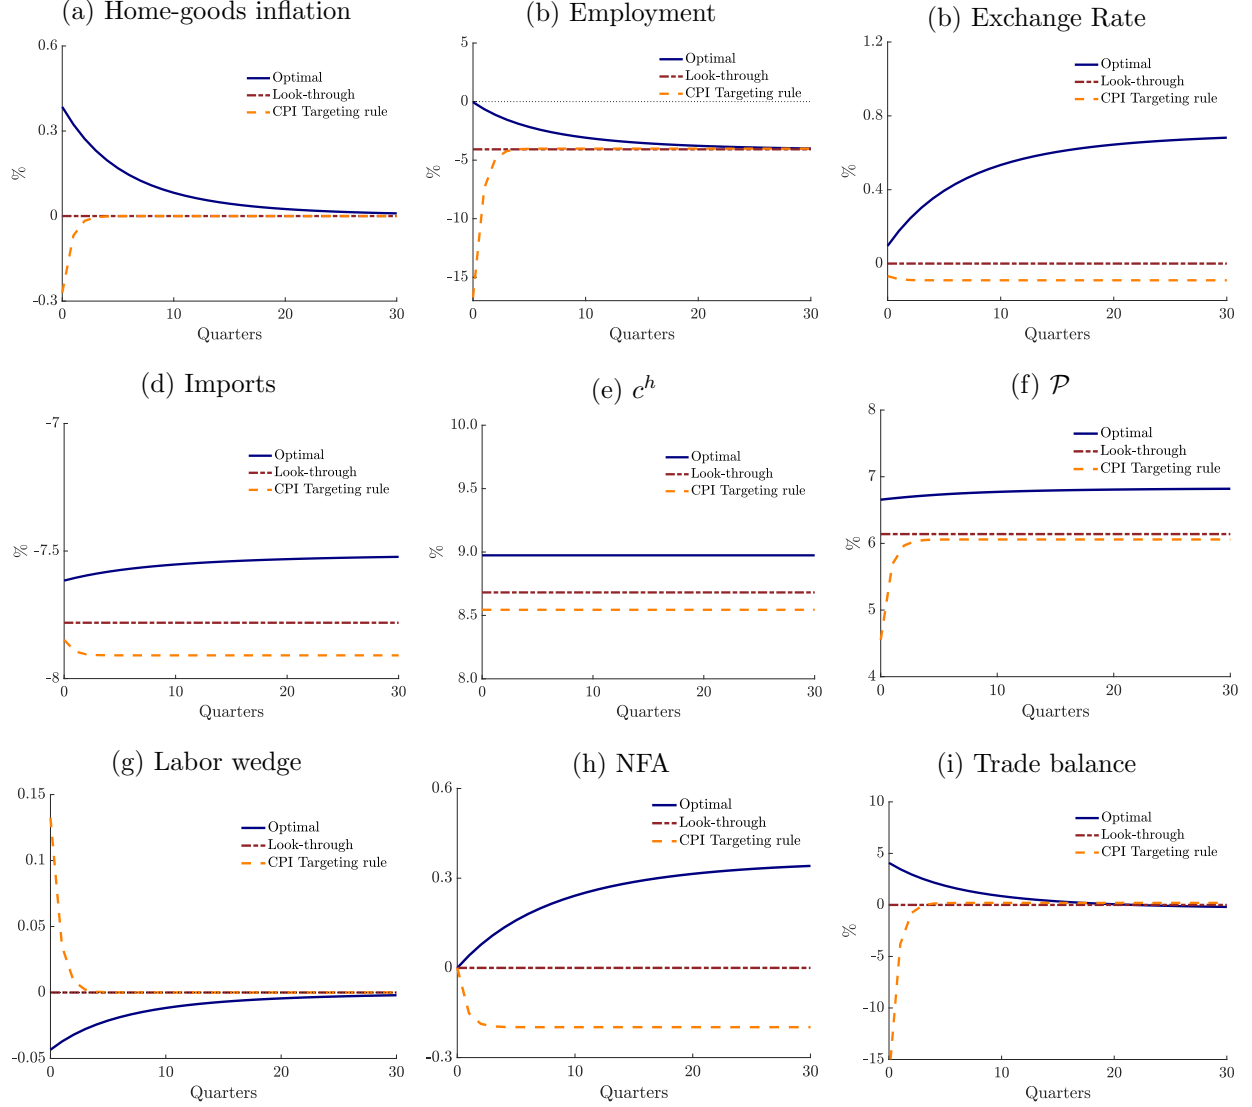 (a) Home-goods inflation
0.6
0.3
0
-0.3
%
Optimal
Look-through
CPI Targeting rule
0
10
20
30
Quarters
(b) Employment
5
0
-5
-10
-15
%
Optimal
Look-through
CPI Targeting rule
0
10
20
30
Quarters
(b) Exchange Rate
1.2
0.8
0.4
0
%
Optimal
Look-through
CPI Targeting rule
0
10
20
30
Quarters
(d) Imports
-7
-7.5
-8
%
Optimal
Look-through
CPI Targeting rule
0
10
20
30
Quarters
(e) c^h
10.0
9.5
9.0
8.5
8.0
%
Optimal
Look-through
CPI Targeting rule
0
10
20
30
Quarters
(f) 𝒫
8
7
6
5
4
%
Optimal
Look-through
CPI Targeting rule
0
10
20
30
Quarters
(g) Labor wedge
0.15
0.1
0.05
0
-0.05
Optimal
Look-through
CPI Targeting rule
0
10
20
30
Quarters
(h) NFA
0.6
0.3
0
-0.3
Optimal
Look-through
CPI Targeting rule
0
10
20
30
Quarters
(i) Trade balance
10
5
0
-5
-10
-15
%
Optimal
Look-through
CPI Targeting rule
0
10
20
30
Quarters